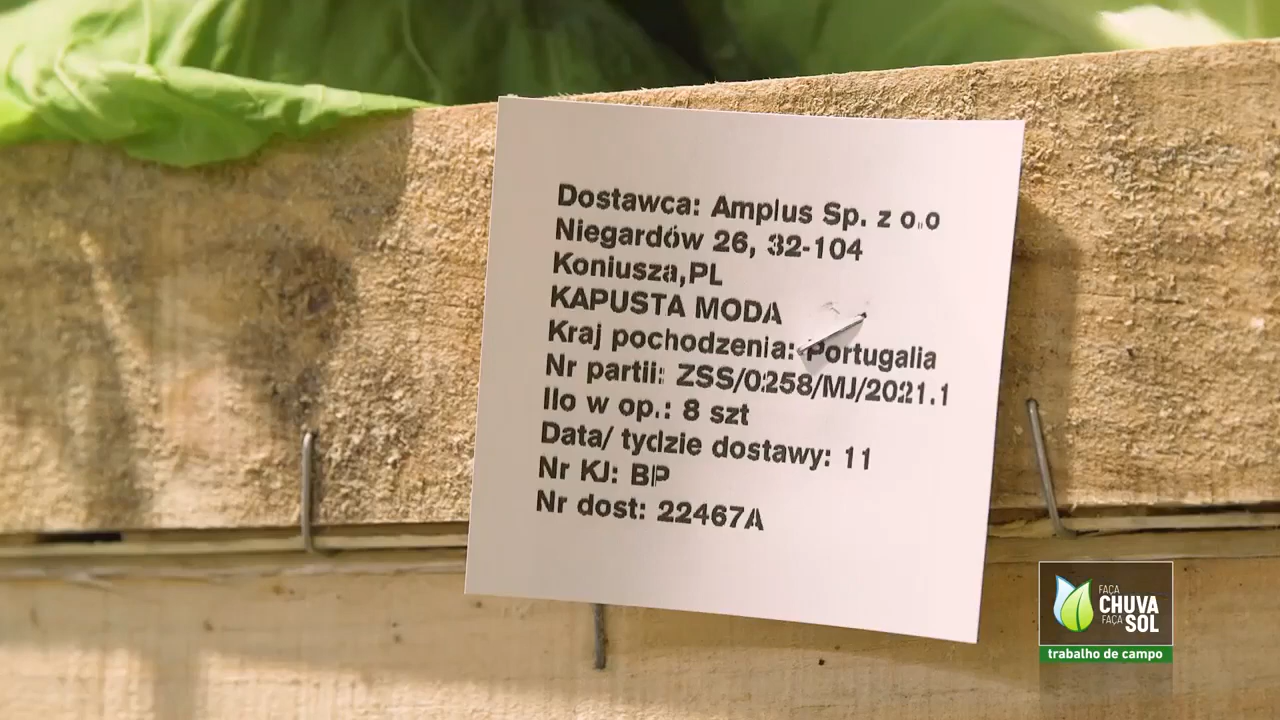 Dostawca: Amplus Sp. z o.o
Niegardów 26, 32-104
Koniusza,PL
KAPUSTA MODA
Kraj pochodzenia: Portugalia
Nr partii: ZSS/0258/MJ/2021.1
Ilo w op.: 8 szt
Data/ tydzie dostawy: 11
Nr KJ: BP
Nr dost: 22467A
FAÇA
CHUVA
FAÇA SOL
trabalho de campo